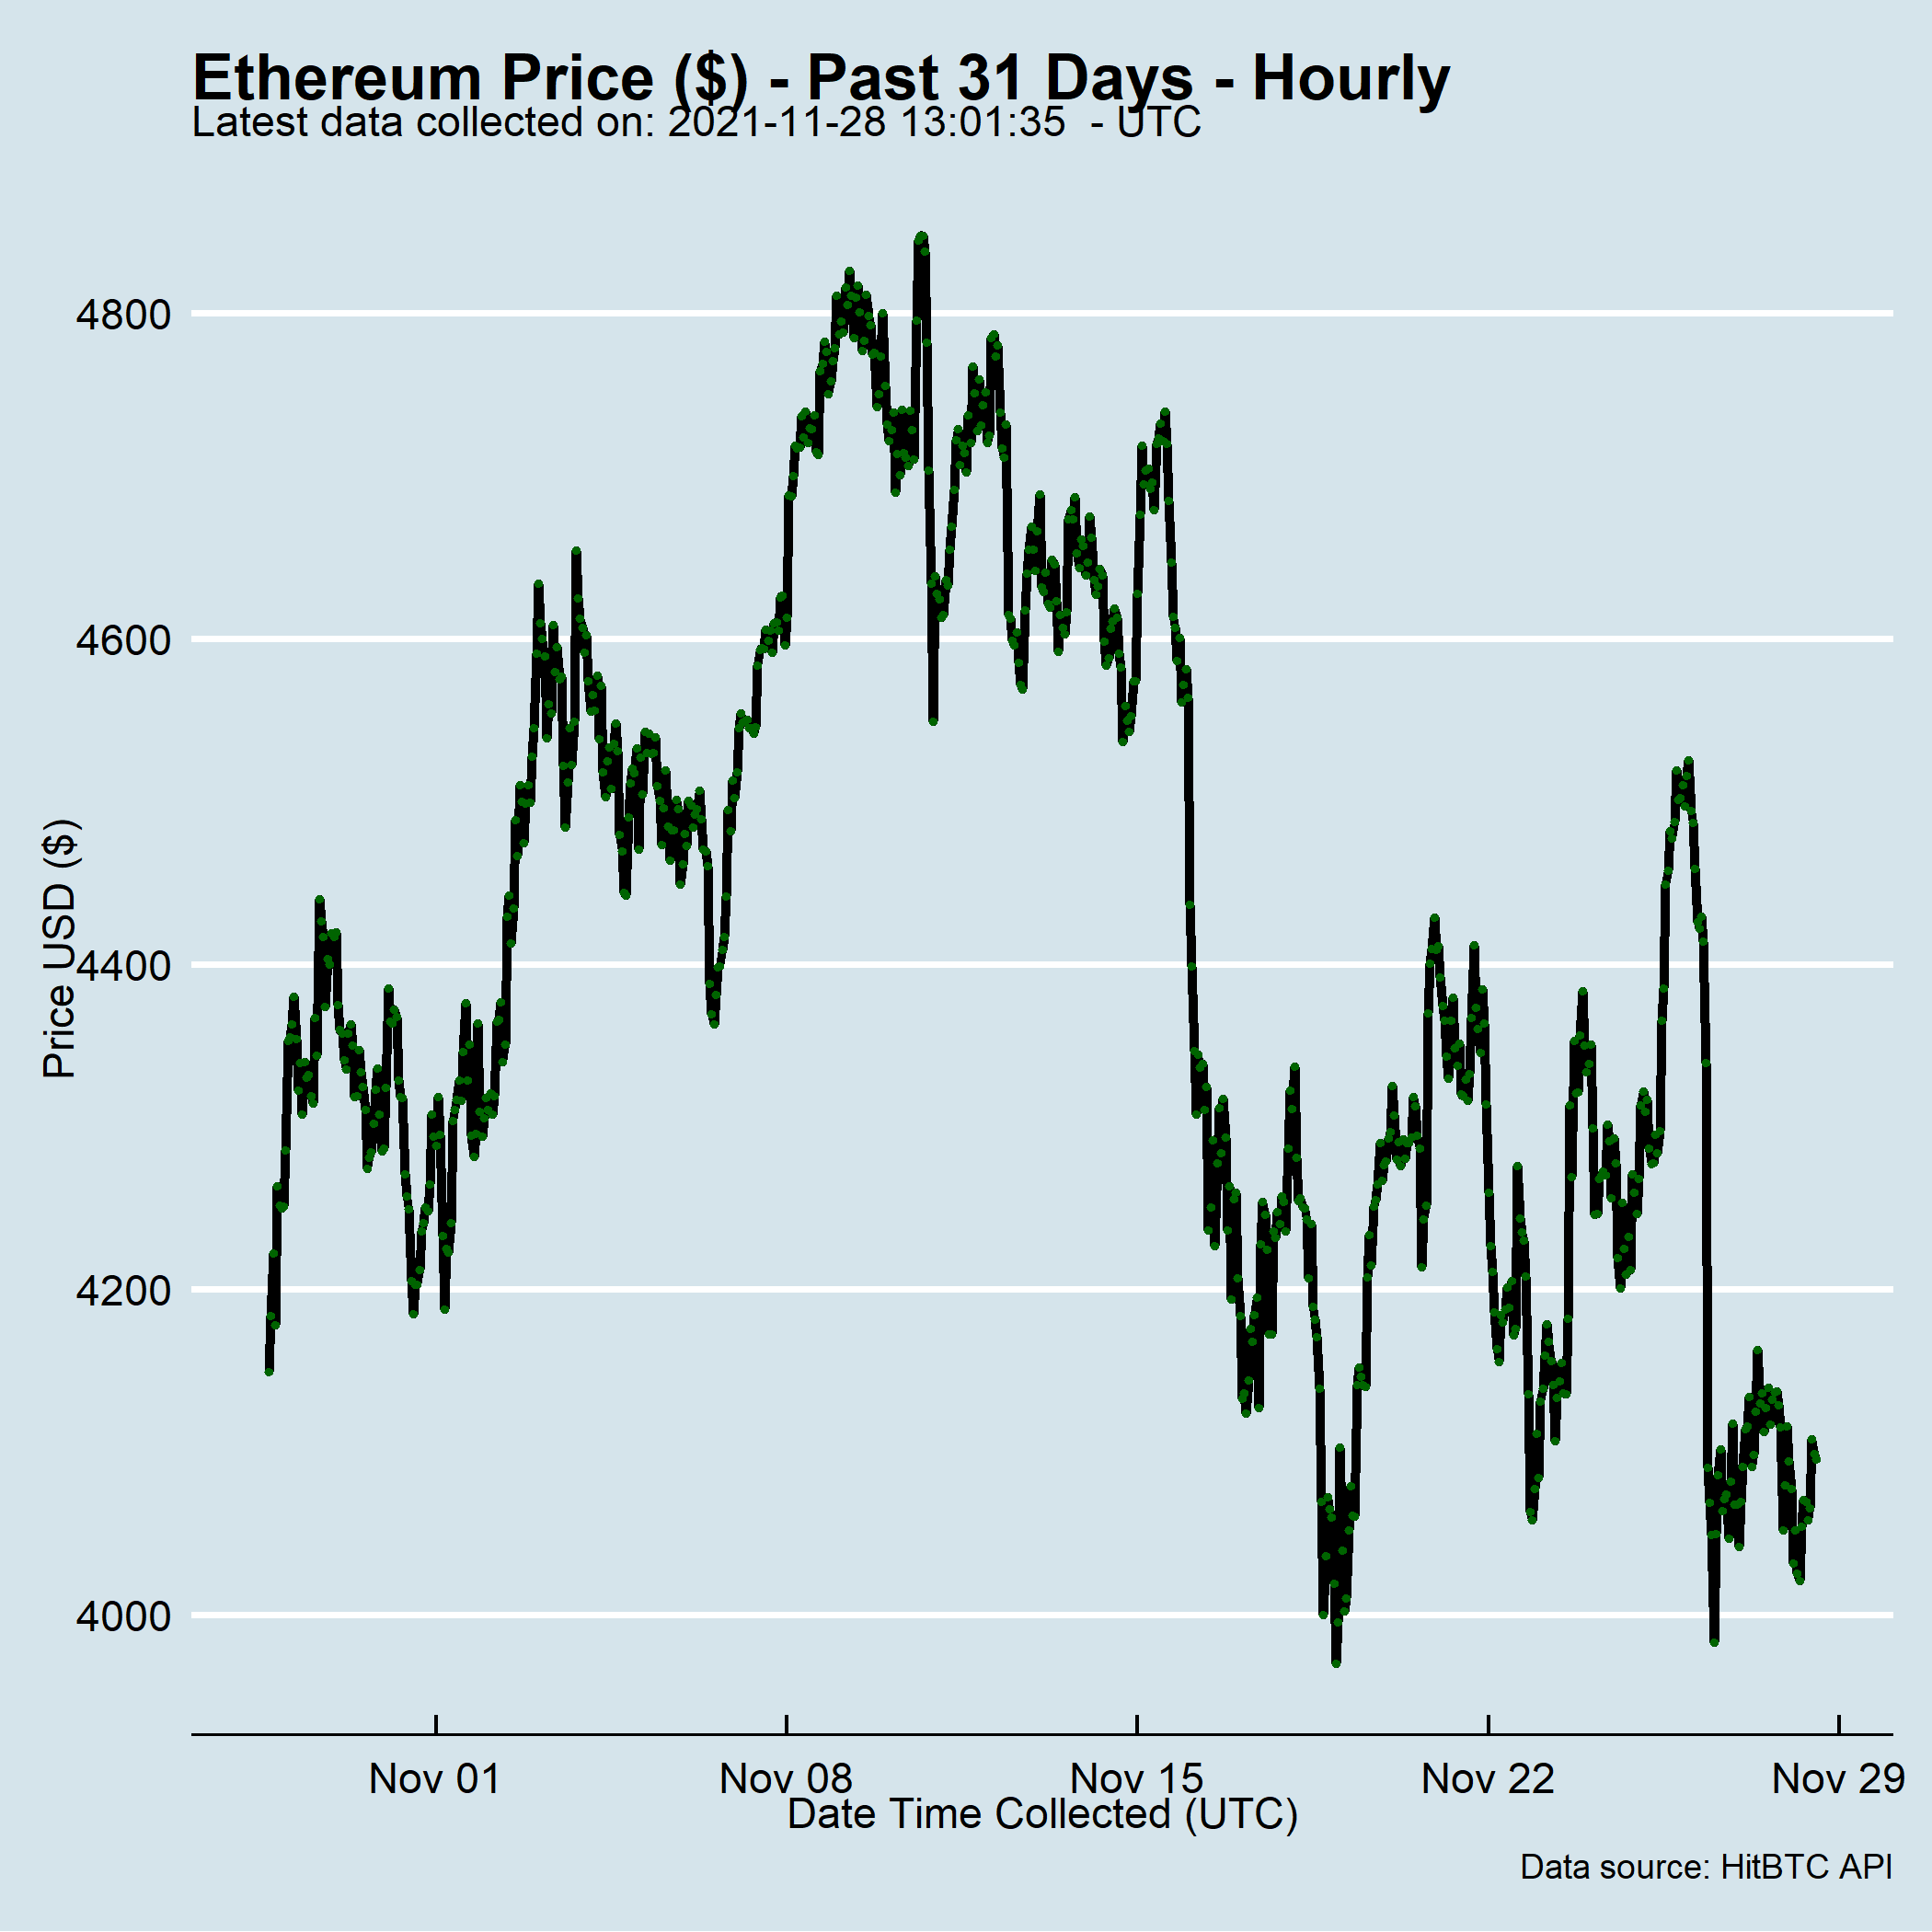 Ethereum Price ($) - Past 31 Days - Hourly
Latest data collected on: 2021-11-28 13:01:35  - UTC
Price USD ($)
4800
4600
4400
4200
4000
Nov 01 Nov 08 Nov 15 Nov 22 Nov 29
Date Time Collected (UTC)
Data source: HitBTC API